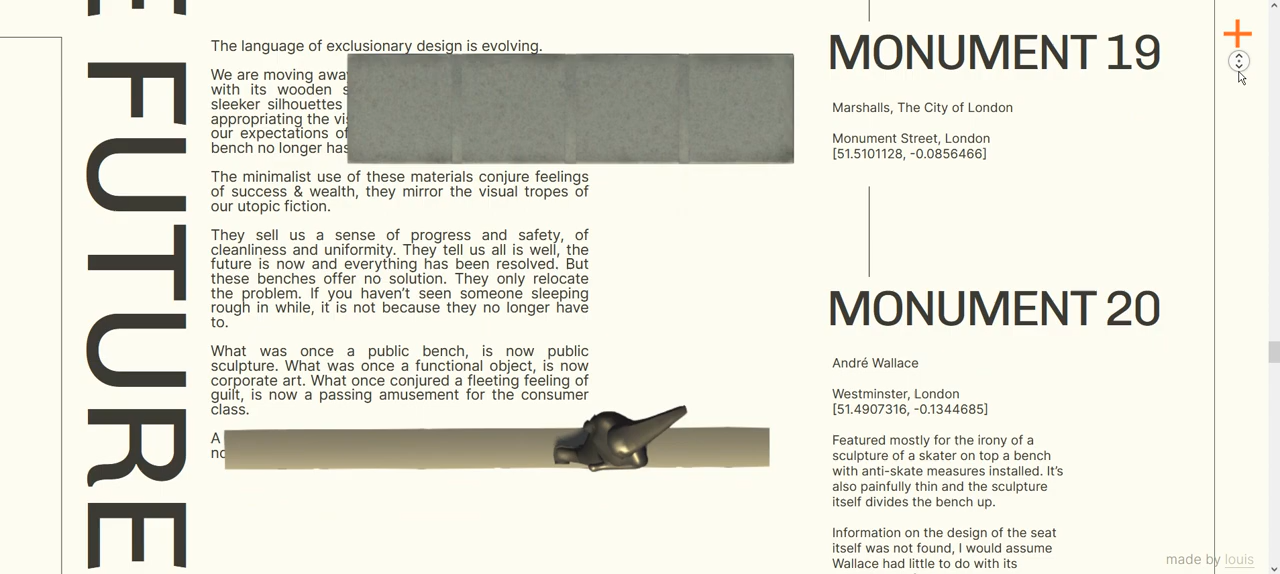 FUTURE
The language of exclusionary design is evolving.
We are moving away
with its wooden
sleeker silhouettes
appropriating the
our expectations of
bench no longer has
The minimalist use of these materials conjure feelings
of success & wealth, they mirror the visual tropes of
our utopic fiction.
They sell us a sense of progress and safety, of
cleanliness and uniformity. They tell us all is well, the
future is now and everything has been resolved. But
these benches offer no solution. They only relocate
the problem. If you haven’t seen someone sleeping
rough in while, it is not because they no longer have
to.
What was once a public bench, is now public
sculpture. What was once a functional object, is now
corporate art. What once conjured a fleeting feeling of
guilt, is now a passing amusement for the consumer
class.
A
MONUMENT 19
Marshalls, The City of London
Monument Street, London
[51.5101128, -0.0856466]
MONUMENT 20
André Wallace
Westminster, London
[51.4907316, -0.1344685]
Featured mostly for the irony of a
sculpture of a skater on top a bench
with anti-skate measures installed. It’s
also painfully thin and the sculpture
itself divides the bench up.
Information on the design of the seat
itself was not found, I would assume
Wallace had little to do with its
made by louis